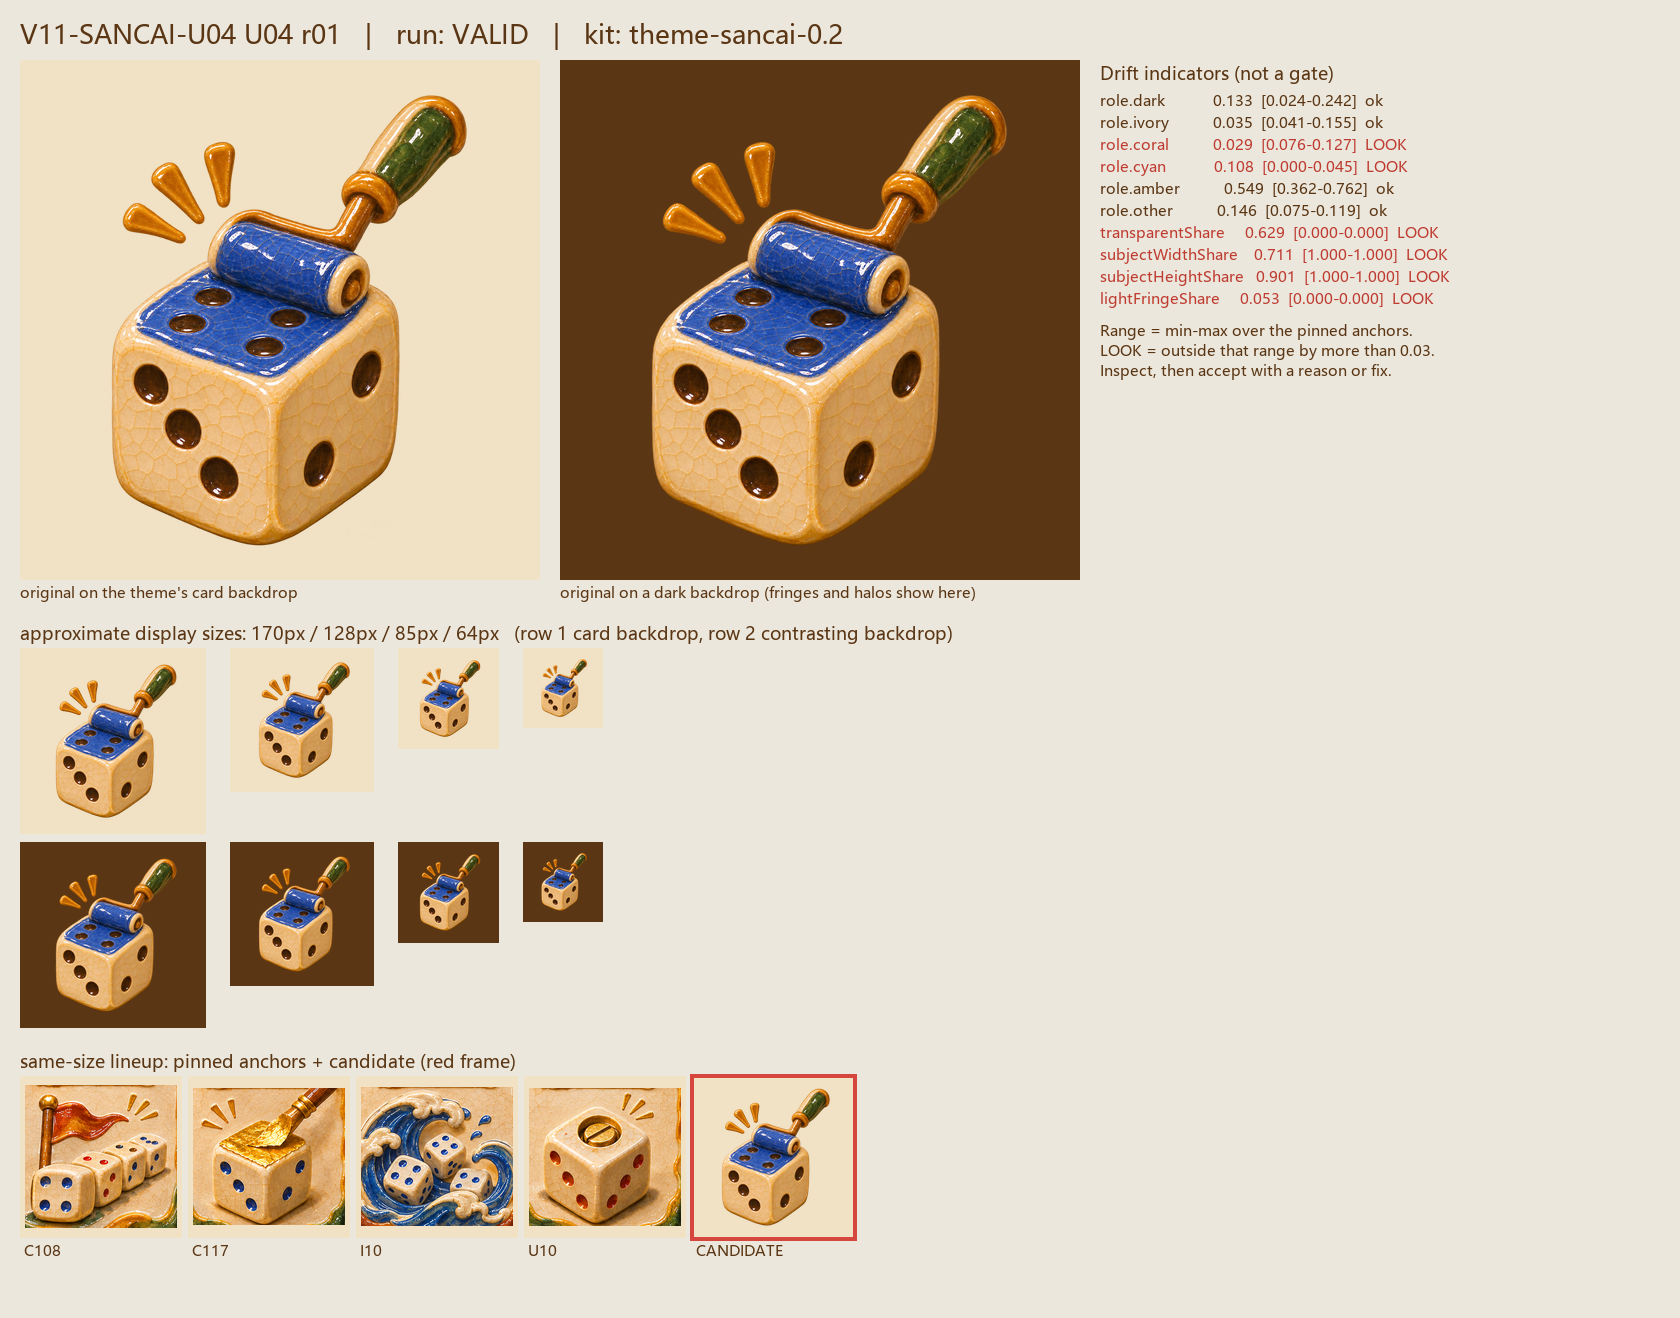 V11-SANCAI-U04 U04 r01 | run: VALID | kit: theme-sancai-0.2
Drift indicators (not a gate)
role.dark 0.133 [0.024-0.242] ok
role.ivory 0.035 [0.041-0.155] ok
role.coral 0.029 [0.076-0.127] LOOK
role.cyan 0.108 [0.000-0.045] LOOK
role.amber 0.549 [0.362-0.762] ok
role.other 0.146 [0.075-0.119] ok
transparentShare 0.629 [0.000-0.000] LOOK
subjectWidthShare 0.711 [1.000-1.000] LOOK
subjectHeightShare 0.901 [1.000-1.000] LOOK
lightFringeShare 0.053 [0.000-0.000] LOOK
Range = min-max over the pinned anchors.
LOOK = outside that range by more than 0.03.
Inspect, then accept with a reason or fix.
original on the theme's card backdrop
original on a dark backdrop (fringes and halos show here)
approximate display sizes: 170px / 128px / 85px / 64px (row 1 card backdrop, row 2 contrasting backdrop)
same-size lineup: pinned anchors + candidate (red frame)
C108
C117
I10
U10
CANDIDATE